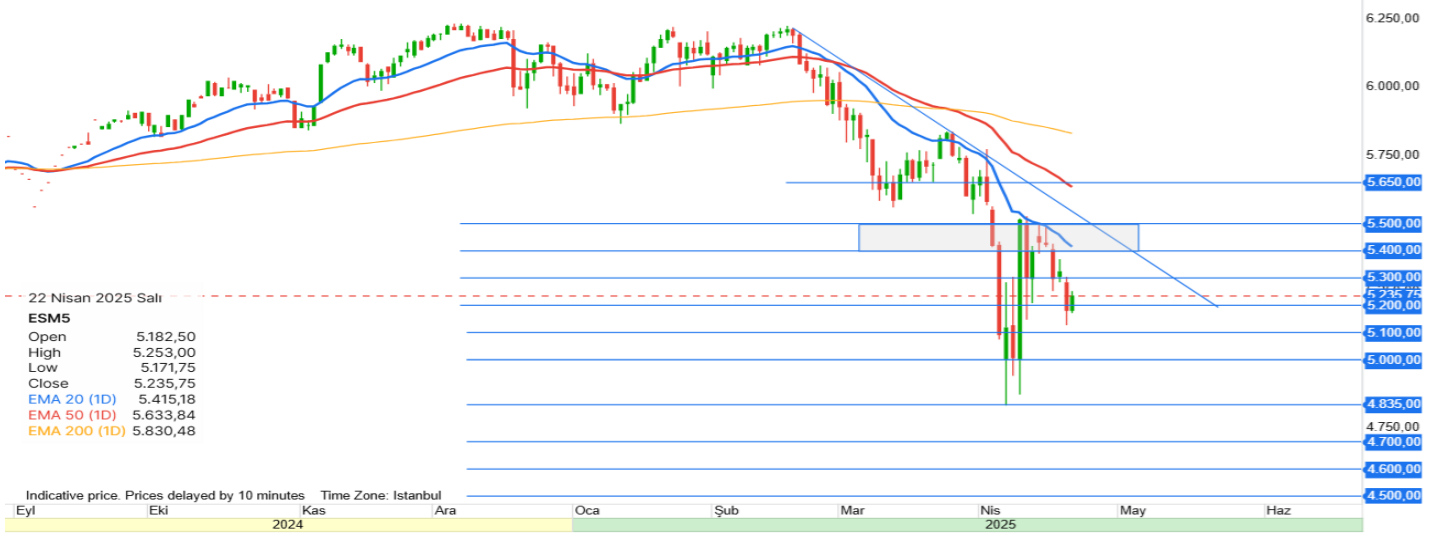 6.250,00
6.000,00
5.750,00
5.650,00
5.500,00
5.400,00
5.300,00
5.235,75
5.200,00
5.100,00
5.000,00
4.835,00
4.750,00
4.700,00
4.600,00
4.500,00
22 Nisan 2025 Salı
ESM5
Open 5.182,50
High 5.253,00
Low 5.171,75
Close 5.235,75
EMA 20 (1D) 5.415,18
EMA 50 (1D) 5.633,84
EMA 200 (1D) 5.830,48
Indicative price. Prices delayed by 10 minutes Time Zone: Istanbul
Eyl Eki Kas Ara Oca Şub Mar Nis May Haz
2024 2025